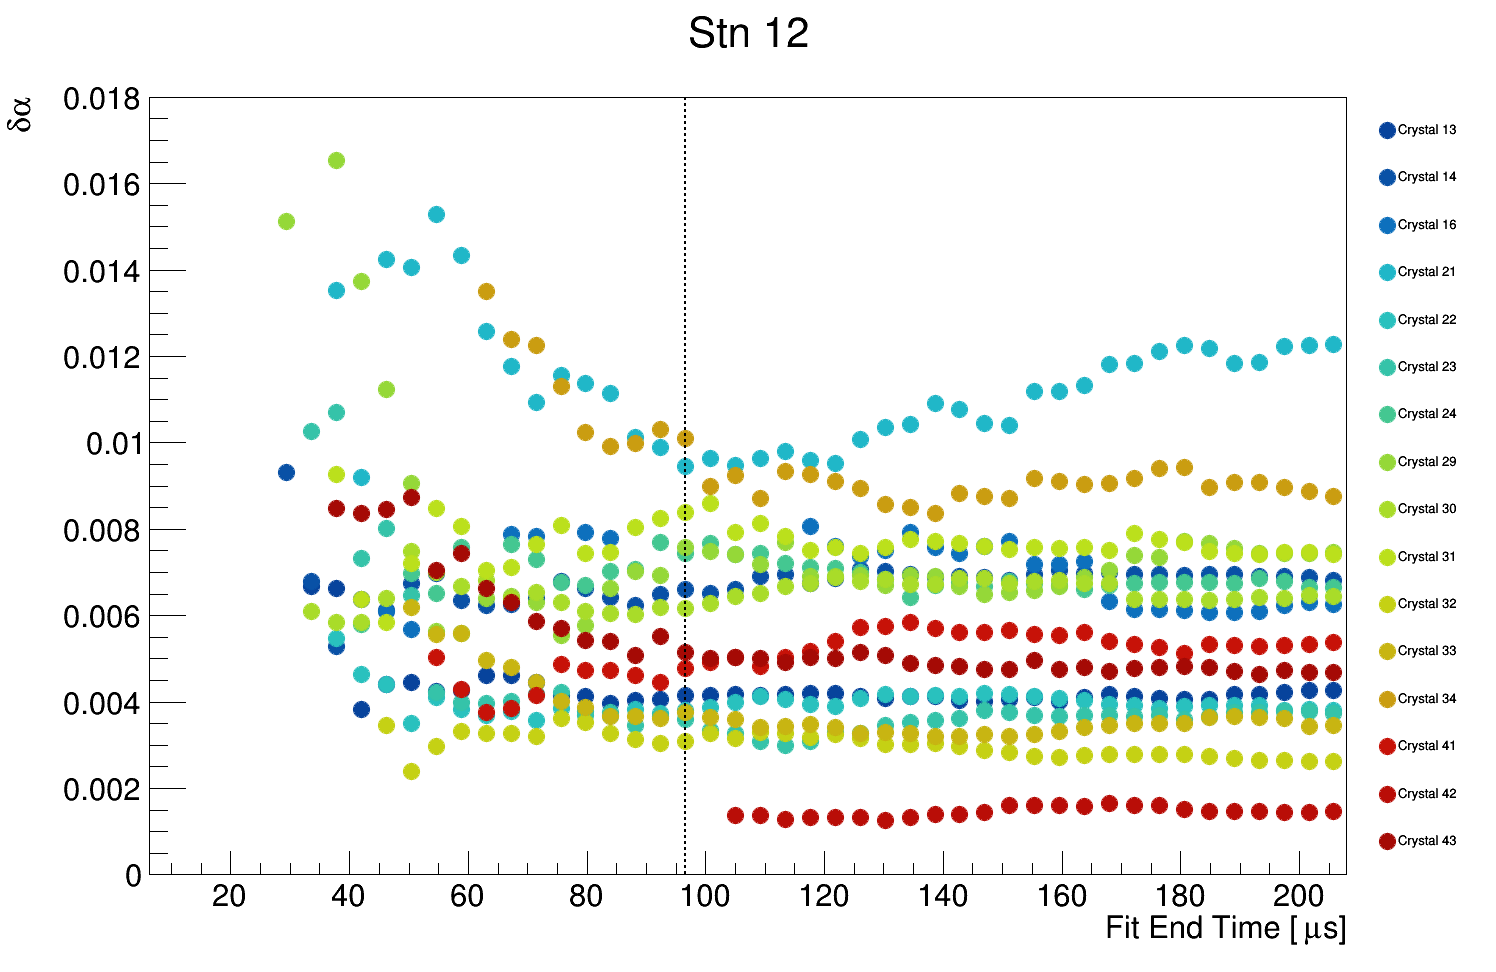 Stn 12
δα
0.018
0.016
0.014
0.012
0.01
0.008
0.006
0.004
0.002
0
20 40 60 80 100 120 140 160 180 200
Fit End Time [μs]
Crystal 13
Crystal 14
Crystal 16
Crystal 21
Crystal 22
Crystal 23
Crystal 24
Crystal 29
Crystal 30
Crystal 31
Crystal 32
Crystal 33
Crystal 34
Crystal 41
Crystal 42
Crystal 43